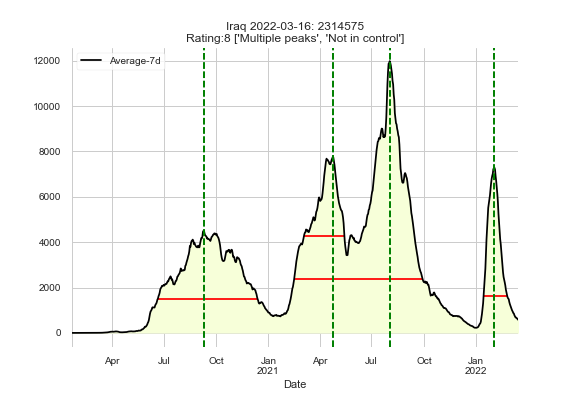 Iraq 2022-03-16: 2314575
Rating:8 ['Multiple peaks', 'Not in control']
Average-7d
12000
10000
8000
6000
4000
2000
0
Apr Jul Oct Jan Apr Jul Oct Jan
2021 2022
Date